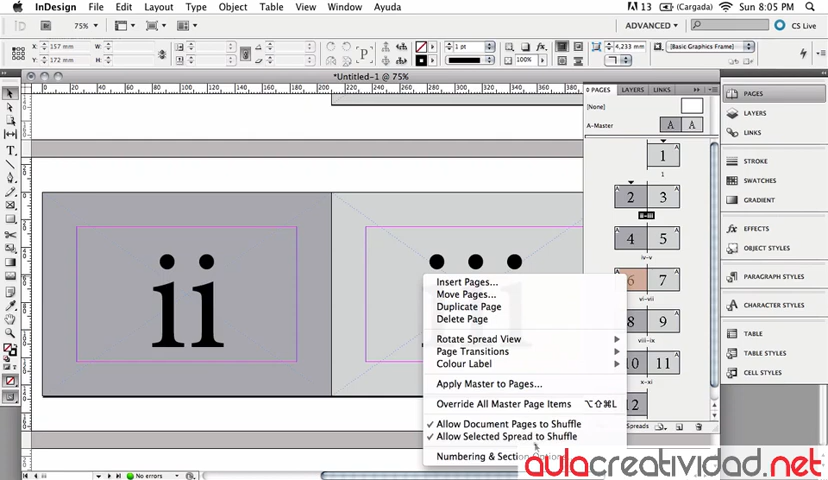 InDesign File Edit Layout Type Object Table View Window Help 13 (Cargada) Sun 8:05 PM
75% ADVANCED CS Live
X: 157 mm W: 1 pt 4,233 mm [Basic Graphics Frame]
Y: 172 mm H: 100%
*Untitled-1 @ 75%
PAGES LAYERS LINKS
[None]
A-Master A A
1
1
2 3
4 5
iv-v
6 7
vi-vii
8 9
viii-ix
10 11
x-xi
12
Spreads
PAGES
LAYERS
LINKS
STROKE
SWATCHES
GRADIENT
EFFECTS
OBJECT STYLES
PARAGRAPH STYLES
CHARACTER STYLES
TABLE
TABLE STYLES
CELL STYLES
ii iii
Insert Pages...
Move Pages...
Duplicate Page
Delete Page
Rotate Spread View
Page Transitions
Colour Label
Apply Master to Pages...
Override All Master Page Items ⌥⇧⌘L
✓ Allow Document Pages to Shuffle
✓ Allow Selected Spread to Shuffle
Numbering & Section Options...
ii No errors
aulacreatividad.net